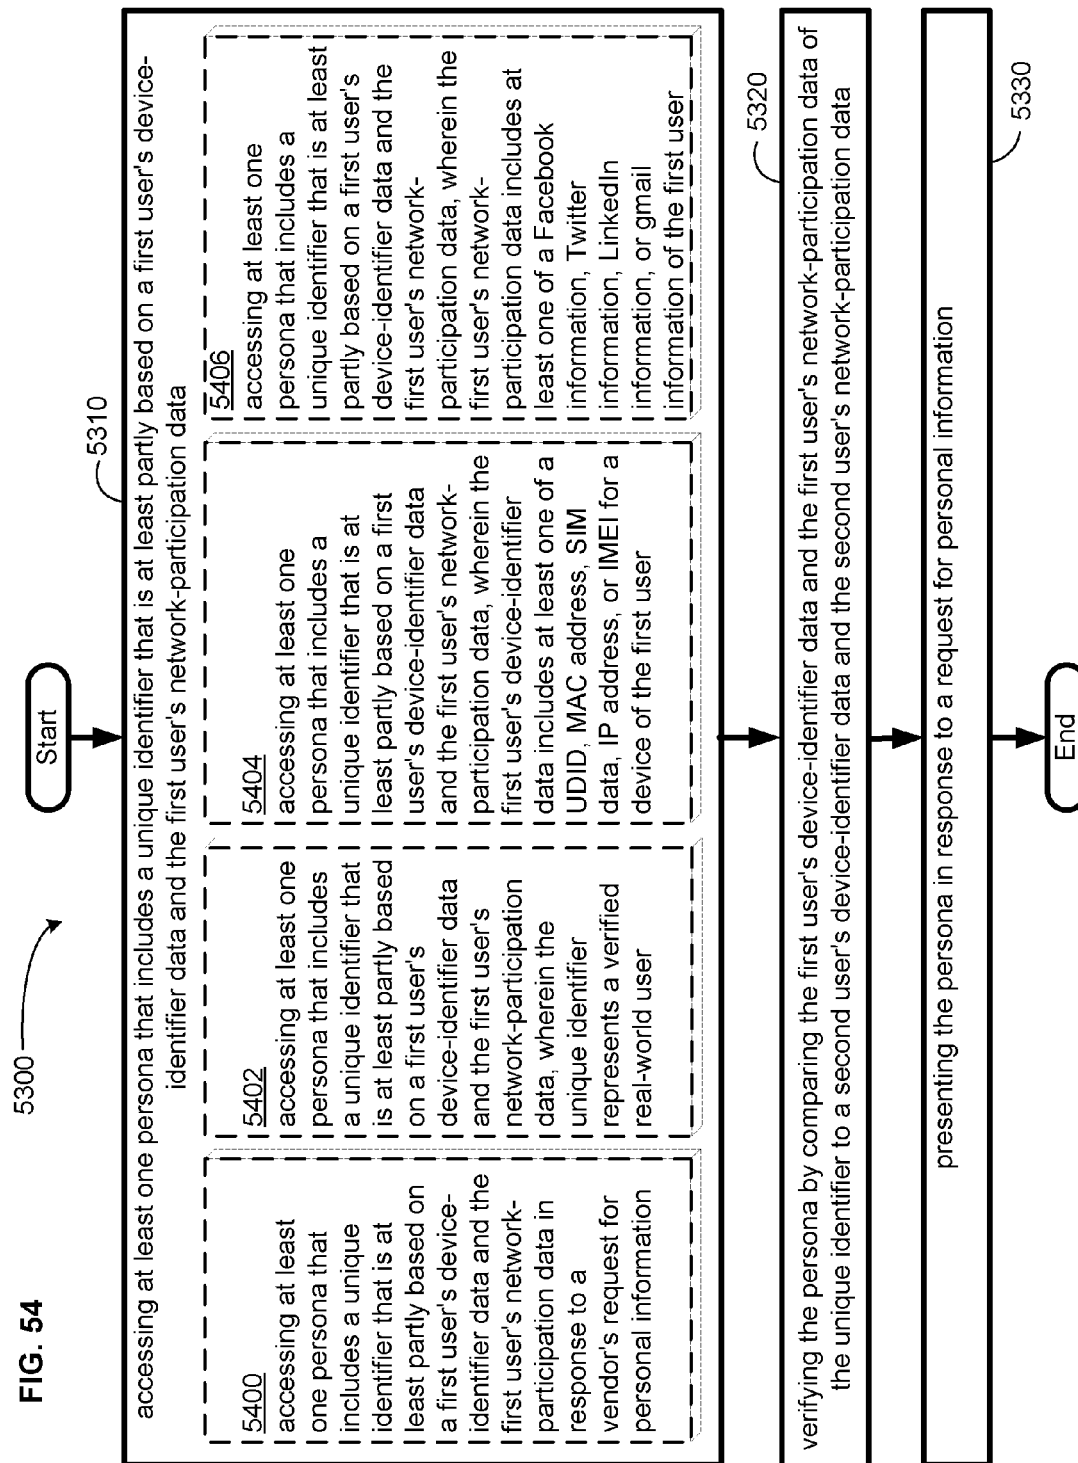 FIG. 54
5300
Start
5310
accessing at least one persona that includes a unique identifier that is at least partly based on a first user's device-
identifier data and the first user's network-participation data
5400
accessing at least
one persona that
includes a unique
identifier that is at
least partly based on
a first user's device-
identifier data and the
first user's network-
participation data in
response to a
vendor's request for
personal information
5402
accessing at least one
persona that includes
a unique identifier that
is at least partly based
on a first user's
device-identifier data
and the first user's
network-participation
data, wherein the
unique identifier
represents a verified
real-world user
5404
accessing at least one
persona that includes a
unique identifier that is at
least partly based on a first
user's device-identifier data
and the first user's network-
participation data, wherein the
first user's device-identifier
data includes at least one of a
UDID, MAC address, SIM
data, IP address, or IMEI for a
device of the first user
5406
accessing at least one
persona that includes a
unique identifier that is at least
partly based on a first user's
device-identifier data and the
first user's network-
participation data, wherein the
first user's network-
participation data includes at
least one of a Facebook
information, Twitter
information, LinkedIn
information, or gmail
information of the first user
5320
verifying the persona by comparing the first user's device-identifier data and the first user's network-participation data of
the unique identifier to a second user's device-identifier data and the second user's network-participation data
5330
presenting the persona in response to a request for personal information
End